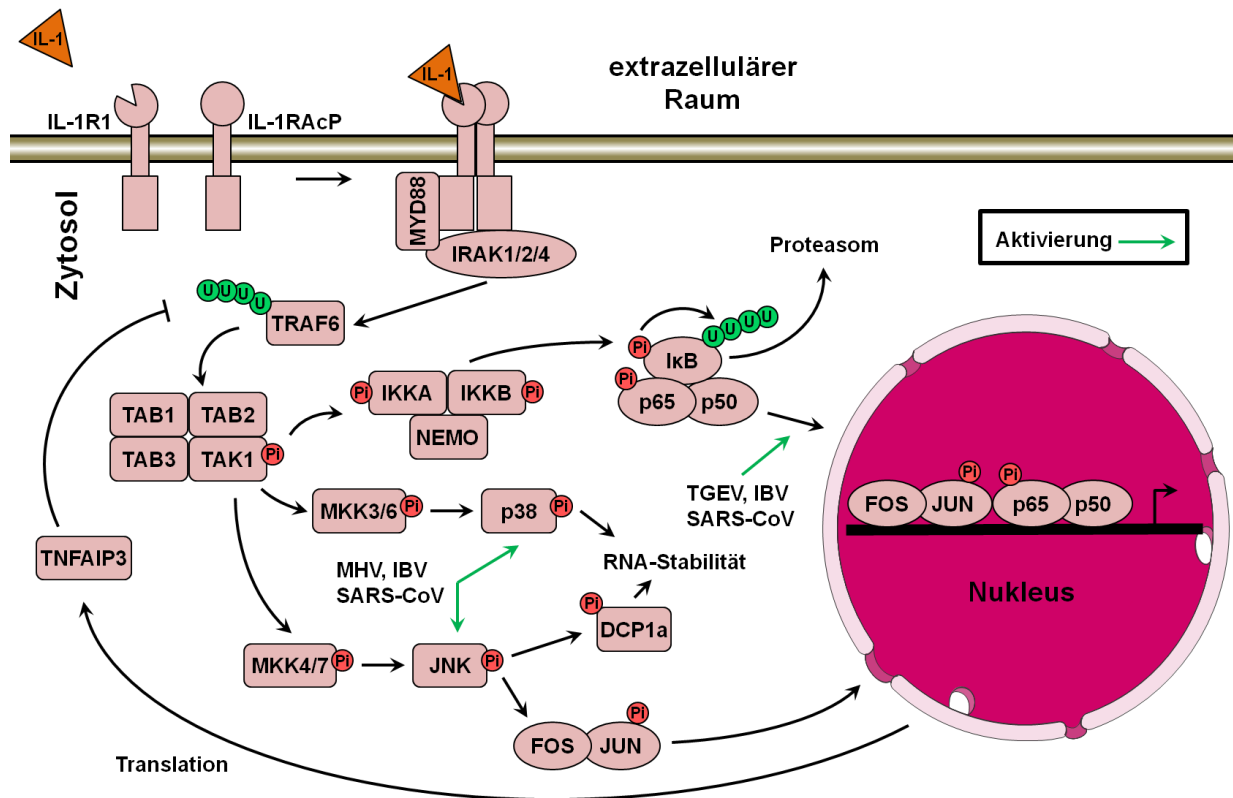 IL-1
IL-1
extrazellulärer
Raum
IL-1R1
IL-1RAcP
Zytosol
MYD88
IRAK1/2/4
Aktivierung
Proteasom
U U U U
TRAF6
U U U U
Pi
IκB
Pi
p65
p50
TAB1
TAB2
TAB3
TAK1
Pi
Pi
IKKA
IKKB
Pi
NEMO
TGEV, IBV
SARS-CoV
MKK3/6
Pi
p38
Pi
RNA-Stabilität
MHV, IBV
SARS-CoV
Pi
DCP1a
TNFAIP3
MKK4/7
Pi
JNK
Pi
Pi
FOS
JUN
Pi
Pi
FOS
JUN
p65
p50
Nukleus
Translation